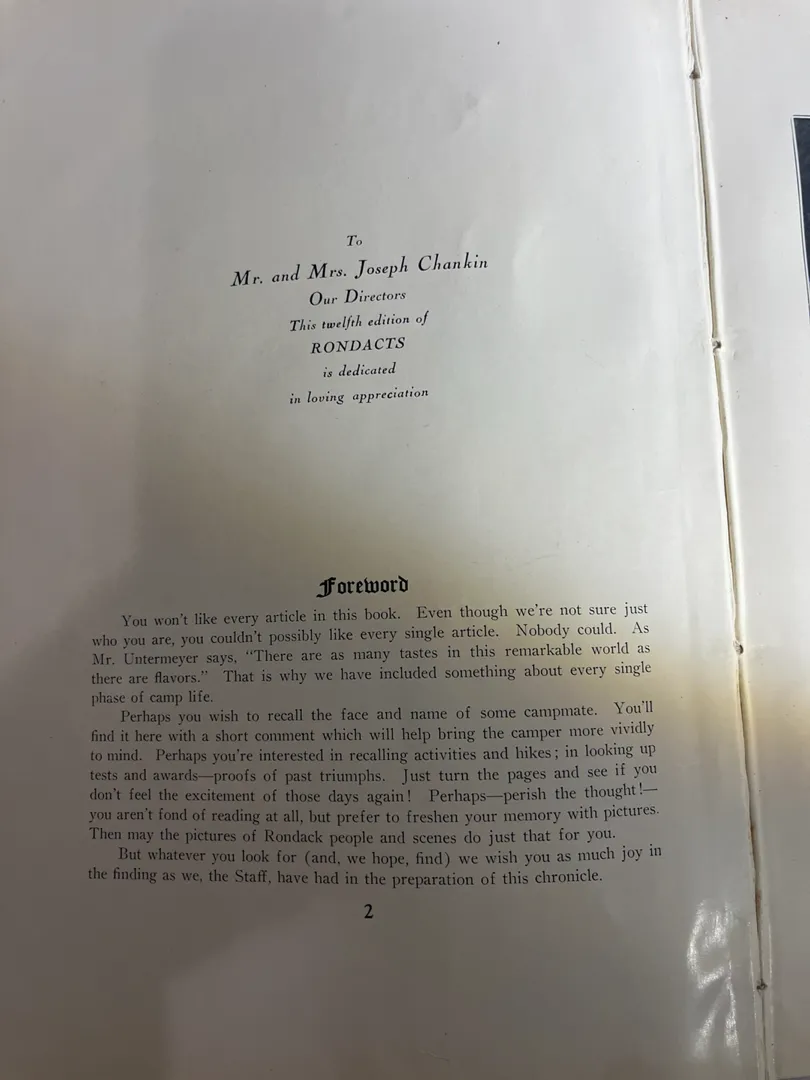 To
Mr. and Mrs. Joseph Chankin
Our Directors
This twelfth edition of
RONDACTS
is dedicated
in loving appreciation
Foreword
You won't like every article in this book. Even though we're not sure just
who you are, you couldn't possibly like every single article. Nobody could. As
Mr. Untermeyer says, "There are as many tastes in this remarkable world as
there are flavors." That is why we have included something about every single
phase of camp life.
Perhaps you wish to recall the face and name of some campmate. You'll
find it here with a short comment which will help bring the camper more vividly
to mind. Perhaps you're interested in recalling activities and hikes; in looking up
tests and awards—proofs of past triumphs. Just turn the pages and see if you
don't feel the excitement of those days again! Perhaps—perish the thought!—
you aren't fond of reading at all, but prefer to freshen your memory with pictures.
Then may the pictures of Rondack people and scenes do just that for you.
But whatever you look for (and, we hope, find) we wish you as much joy in
the finding as we, the Staff, have had in the preparation of this chronicle.
2